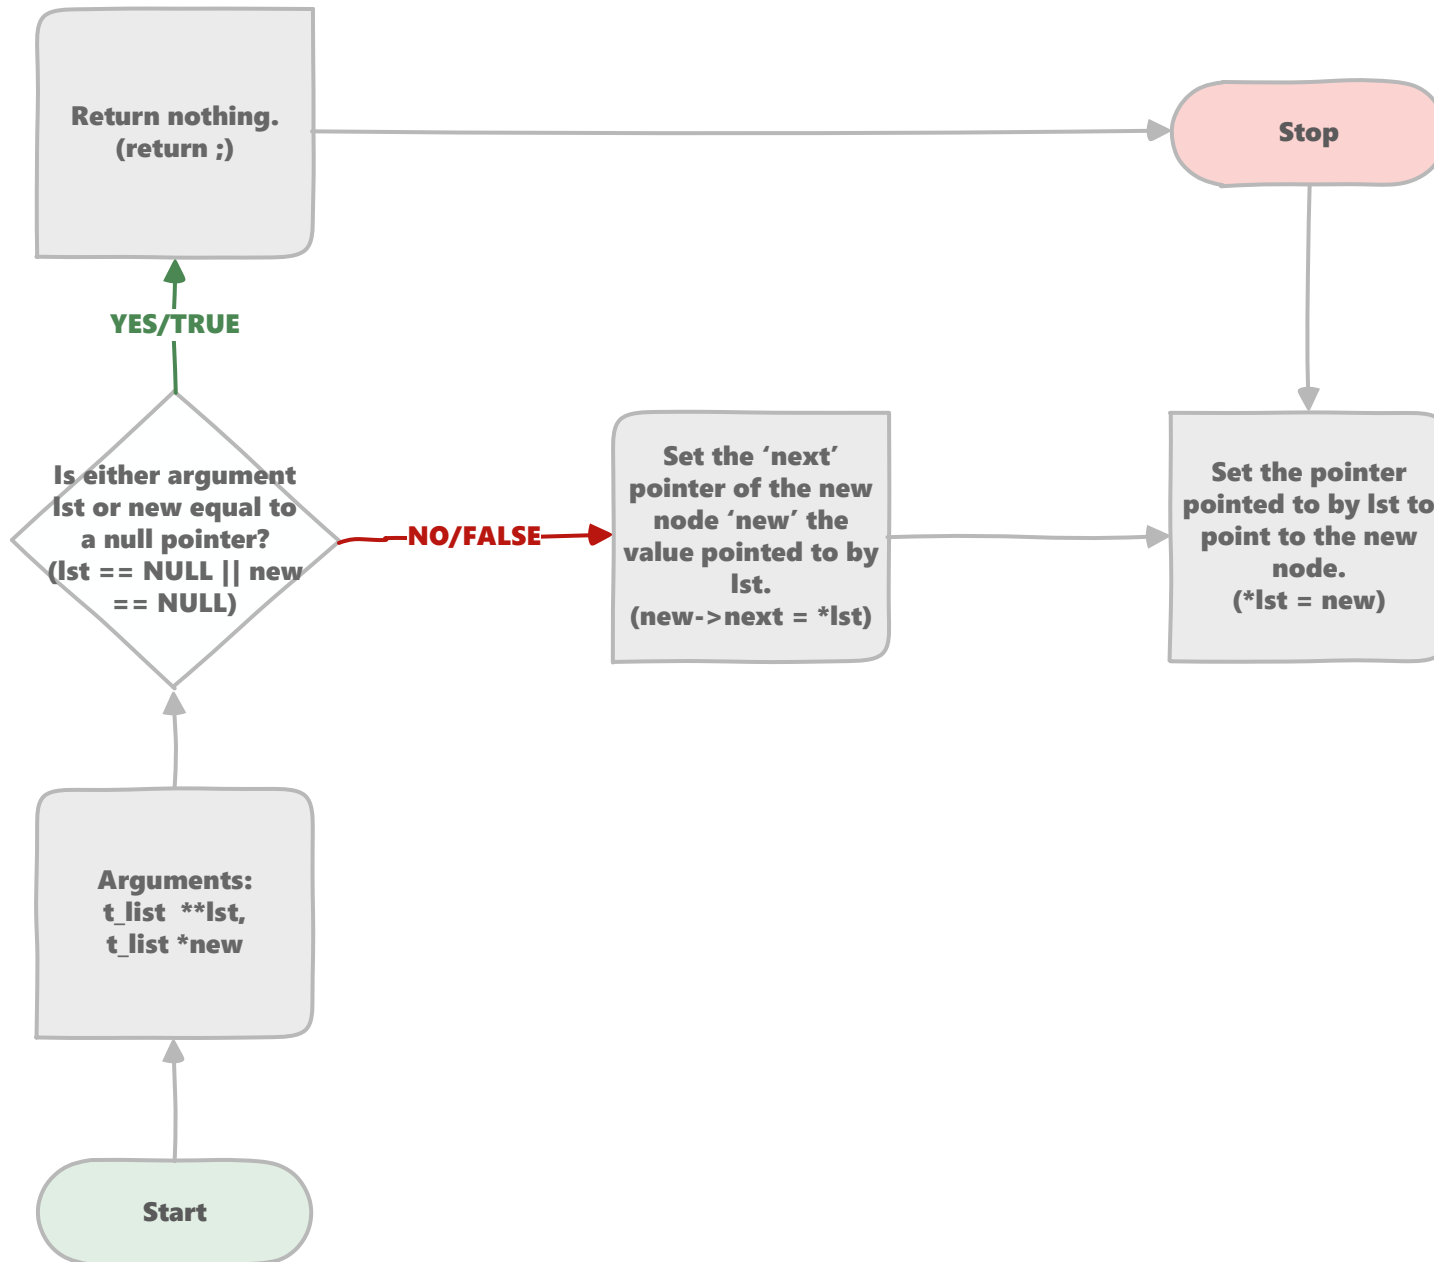 Return nothing.
(return ;)
Stop
YES/TRUE
Is either argument
lst or new equal to
a null pointer?
(lst == NULL || new
== NULL)
NO/FALSE
Set the ‘next’
pointer of the new
node ‘new’ the
value pointed to by
lst.
(new->next = *lst)
Set the pointer
pointed to by lst to
point to the new
node.
(*lst = new)
Arguments:
t_list  **lst,
t_list *new
Start